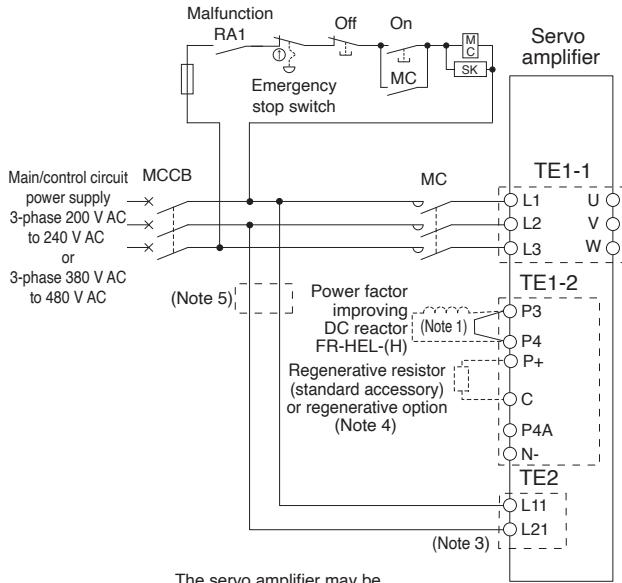 Malfunction
RA1
Off
On
M
C
SK
MC
Emergency
stop switch
Servo
amplifier
Main/control circuit
power supply
3-phase 200 V AC
to 240 V AC
or
3-phase 380 V AC
to 480 V AC
MCCB
MC
TE1-1
L1
U
L2
V
L3
W
(Note 5)
Power factor
improving
DC reactor
FR-HEL-(H)
(Note 1)
TE1-2
P3
P4
P+
Regenerative resistor
(standard accessory)
or regenerative option
(Note 4)
C
P4A
N-
TE2
L11
L21
(Note 3)
The servo amplifier may be